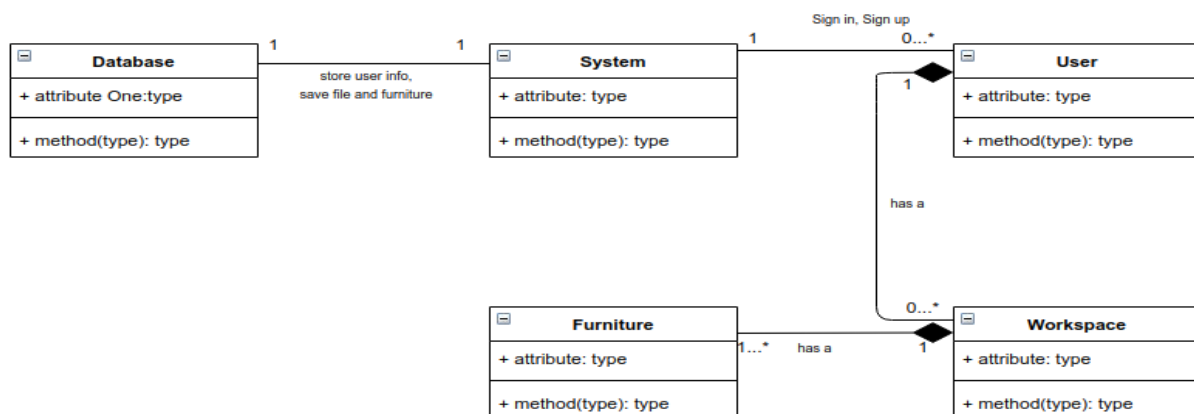 Sign in, Sign up
1
1
1
0...*
Database
System
User
store user info,
save file and furniture
1
+ attribute One:type
+ attribute: type
+ attribute: type
+ method(type): type
+ method(type): type
+ method(type): type
has a
0...*
Furniture
Workspace
1...*
has a
1
+ attribute: type
+ attribute: type
+ method(type): type
+ method(type): type